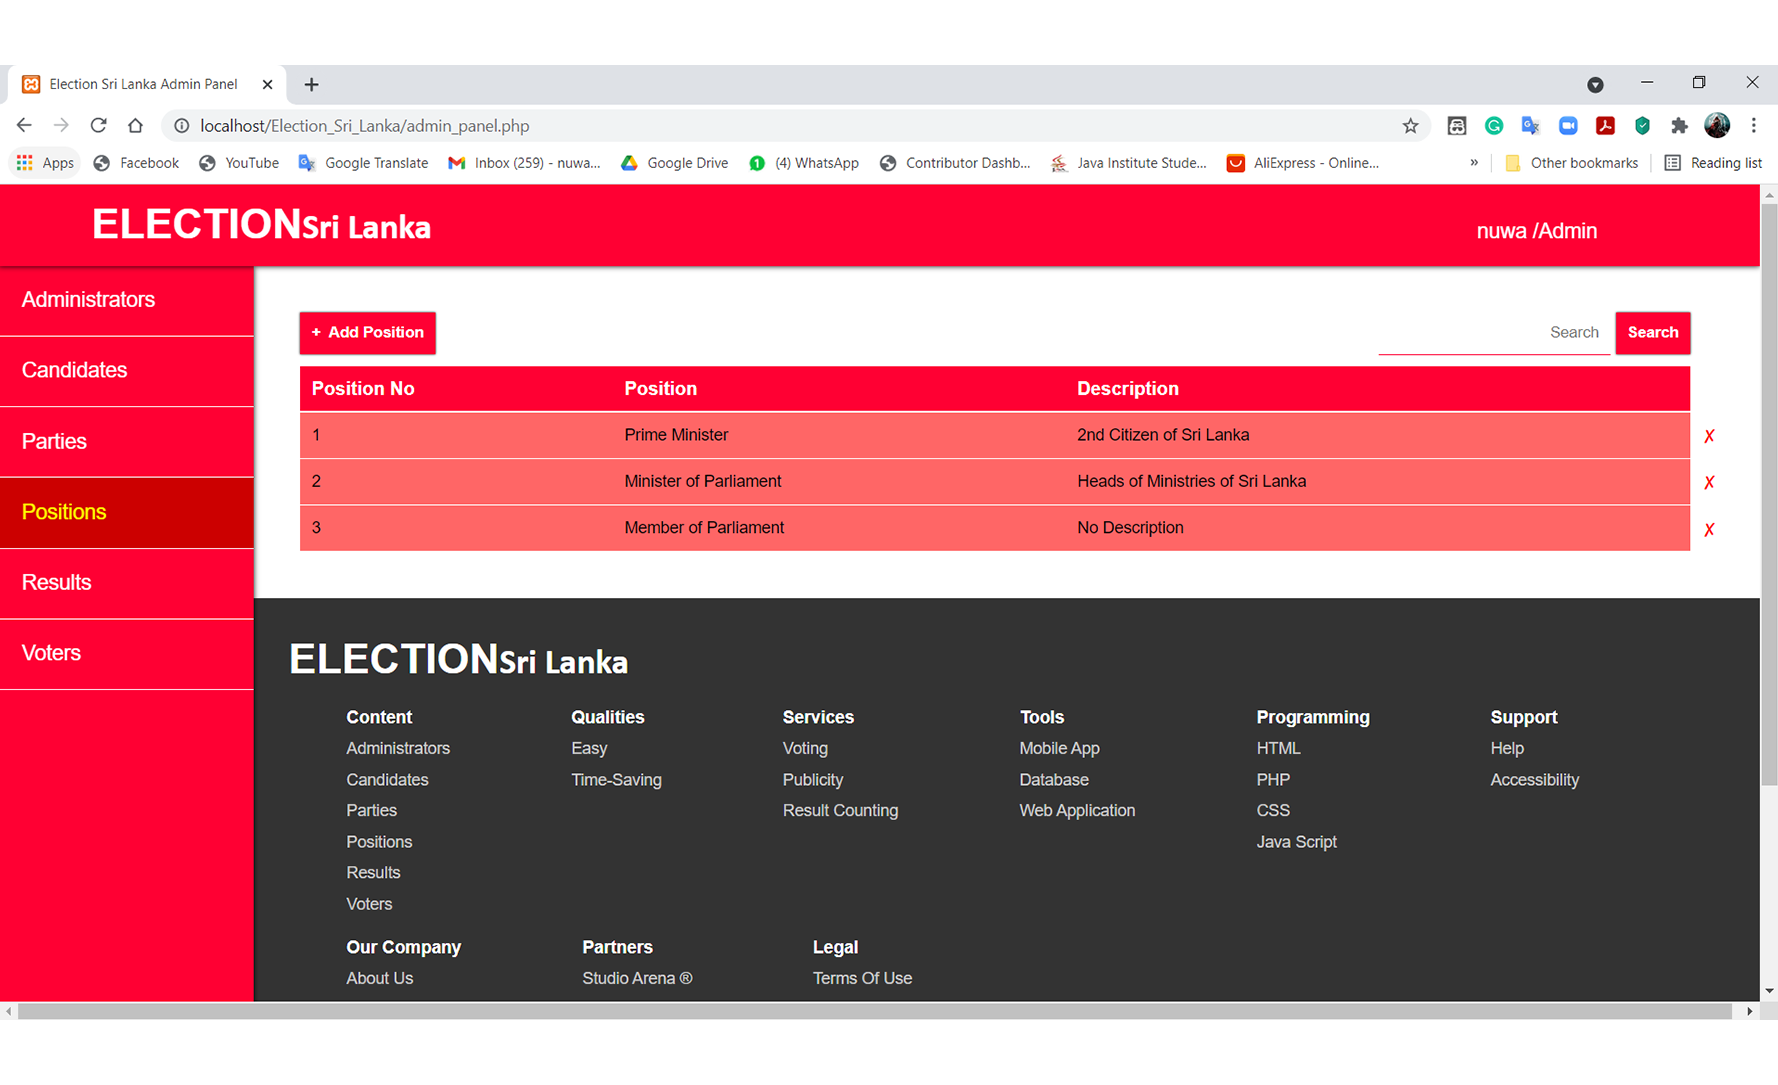 Election Sri Lanka Admin Panel
localhost/Election_Sri_Lanka/admin_panel.php
Apps Facebook YouTube Google Translate Inbox (259) - nuwa... Google Drive (4) WhatsApp Contributor Dashb... Java Institute Stude... AliExpress - Online... » Other bookmarks Reading list
ELECTIONSri Lanka nuwa /Admin
Administrators
Candidates
Parties
Positions
Results
Voters
+ Add Position Search Search
Position No Position Description
1 Prime Minister 2nd Citizen of Sri Lanka ✗
2 Minister of Parliament Heads of Ministries of Sri Lanka ✗
3 Member of Parliament No Description ✗
ELECTIONSri Lanka
Content Qualities Services Tools Programming Support
Administrators Easy Voting Mobile App HTML Help
Candidates Time-Saving Publicity Database PHP Accessibility
Parties Result Counting Web Application CSS
Positions Java Script
Results
Voters
Our Company Partners Legal
About Us Studio Arena ® Terms Of Use